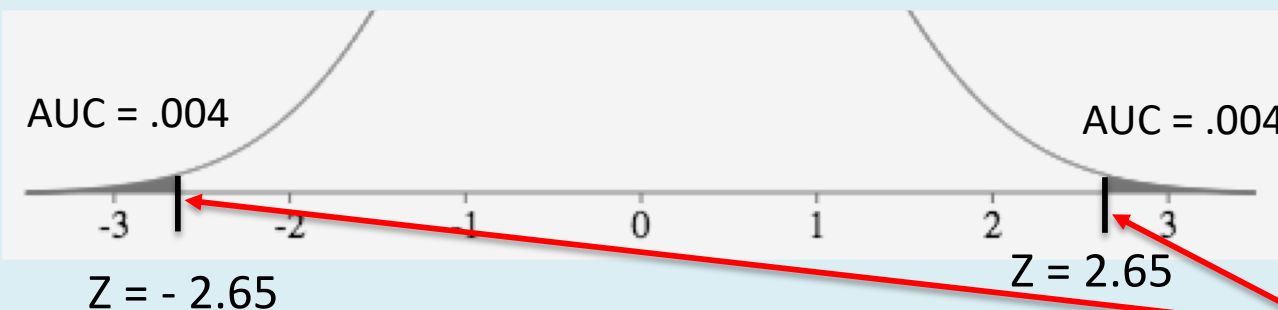 AUC = .004
AUC = .004
-3 -2 -1 0 1 2 3
Z = 2.65
Z = - 2.65